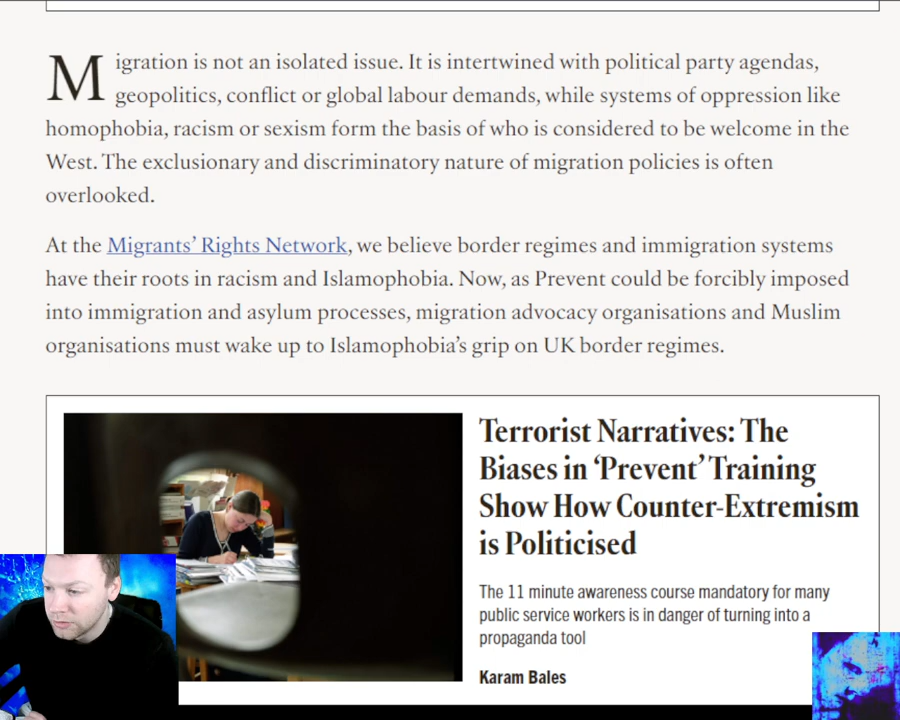 Migration is not an isolated issue. It is intertwined with political party agendas,
geopolitics, conflict or global labour demands, while systems of oppression like
homophobia, racism or sexism form the basis of who is considered to be welcome in the
West. The exclusionary and discriminatory nature of migration policies is often
overlooked.
At the Migrants’ Rights Network, we believe border regimes and immigration systems
have their roots in racism and Islamophobia. Now, as Prevent could be forcibly imposed
into immigration and asylum processes, migration advocacy organisations and Muslim
organisations must wake up to Islamophobia’s grip on UK border regimes.
Terrorist Narratives: The
Biases in ‘Prevent’ Training
Show How Counter-Extremism
is Politicised
The 11 minute awareness course mandatory for many
public service workers is in danger of turning into a
propaganda tool
Karam Bales